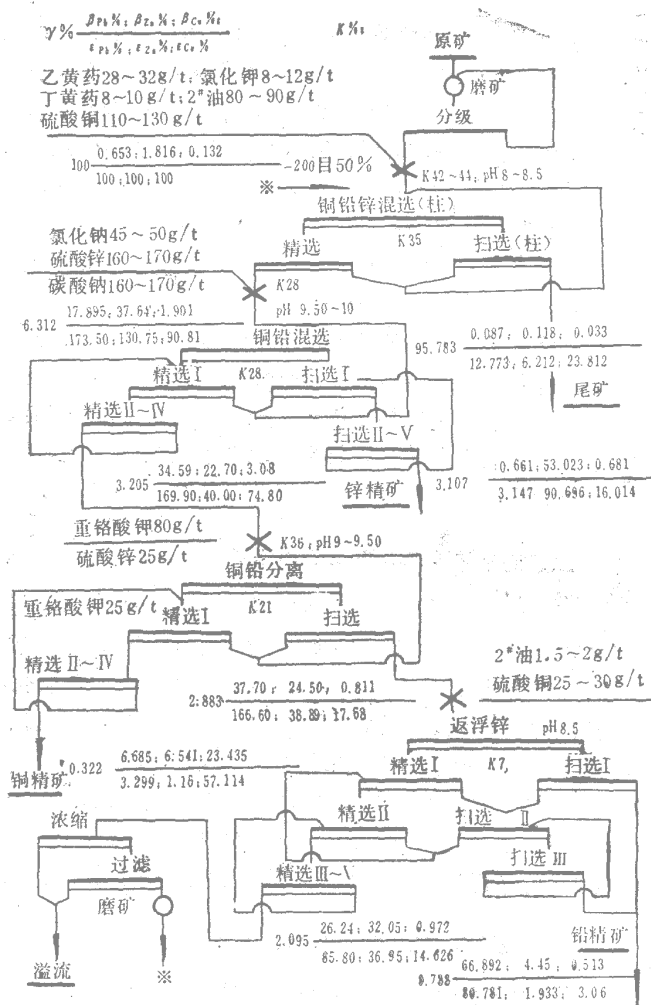 γ% βPb%; βZn%; βCu%; K%:
εPb%; εZn%; εCu%
原矿
磨矿
分级
乙黄药28~32g/t; 氯化钾8~12g/t
丁黄药8~10g/t; 2#油80~90g/t
硫酸铜110~130g/t
100 0.653; 1.816; 0.132 -200目50%
100; 100; 100
K42~44; pH8~8.5
※
铜铅锌混选(柱)
K35
精选 扫选(柱)
氯化钠45~50g/t
硫酸锌160~170g/t
碳酸钠160~170g/t
K28
pH 9.50~10
6.312 17.895; 37.64; 1.901
173.50; 130.75; 90.81
铜铅混选
K28
95.783 0.087; 0.118; 0.033
12.773; 6.212; 23.812
尾矿
精选I 扫选I
精选II~IV
扫选II~V
3.205 34.59; 22.70; 3.08
169.90; 40.00; 74.80
锌精矿
3.107 0.661; 53.023; 0.681
3.147 90.696; 16.014
重铬酸钾80g/t
硫酸锌25g/t
K36; pH9~9.50
铜铅分离
K21
重铬酸钾25g/t
精选I 扫选
精选II~IV
2.883 37.70; 24.50; 0.811
166.60; 38.89; 17.68
2#油1.5~2g/t
硫酸铜25~30g/t
返浮锌 pH8.5
K7
铜精矿
0.322 6.685; 6.541; 23.435
3.299; 1.16; 57.114
精选I 扫选I
精选II 扫选II
精选III~V 扫选III
浓缩
过滤
磨矿
溢流
※
2.095 26.24; 32.05; 0.972
85.80; 36.95; 14.626
铅精矿
0.788 66.892; 4.45; 0.513
80.781; 1.933; 3.06